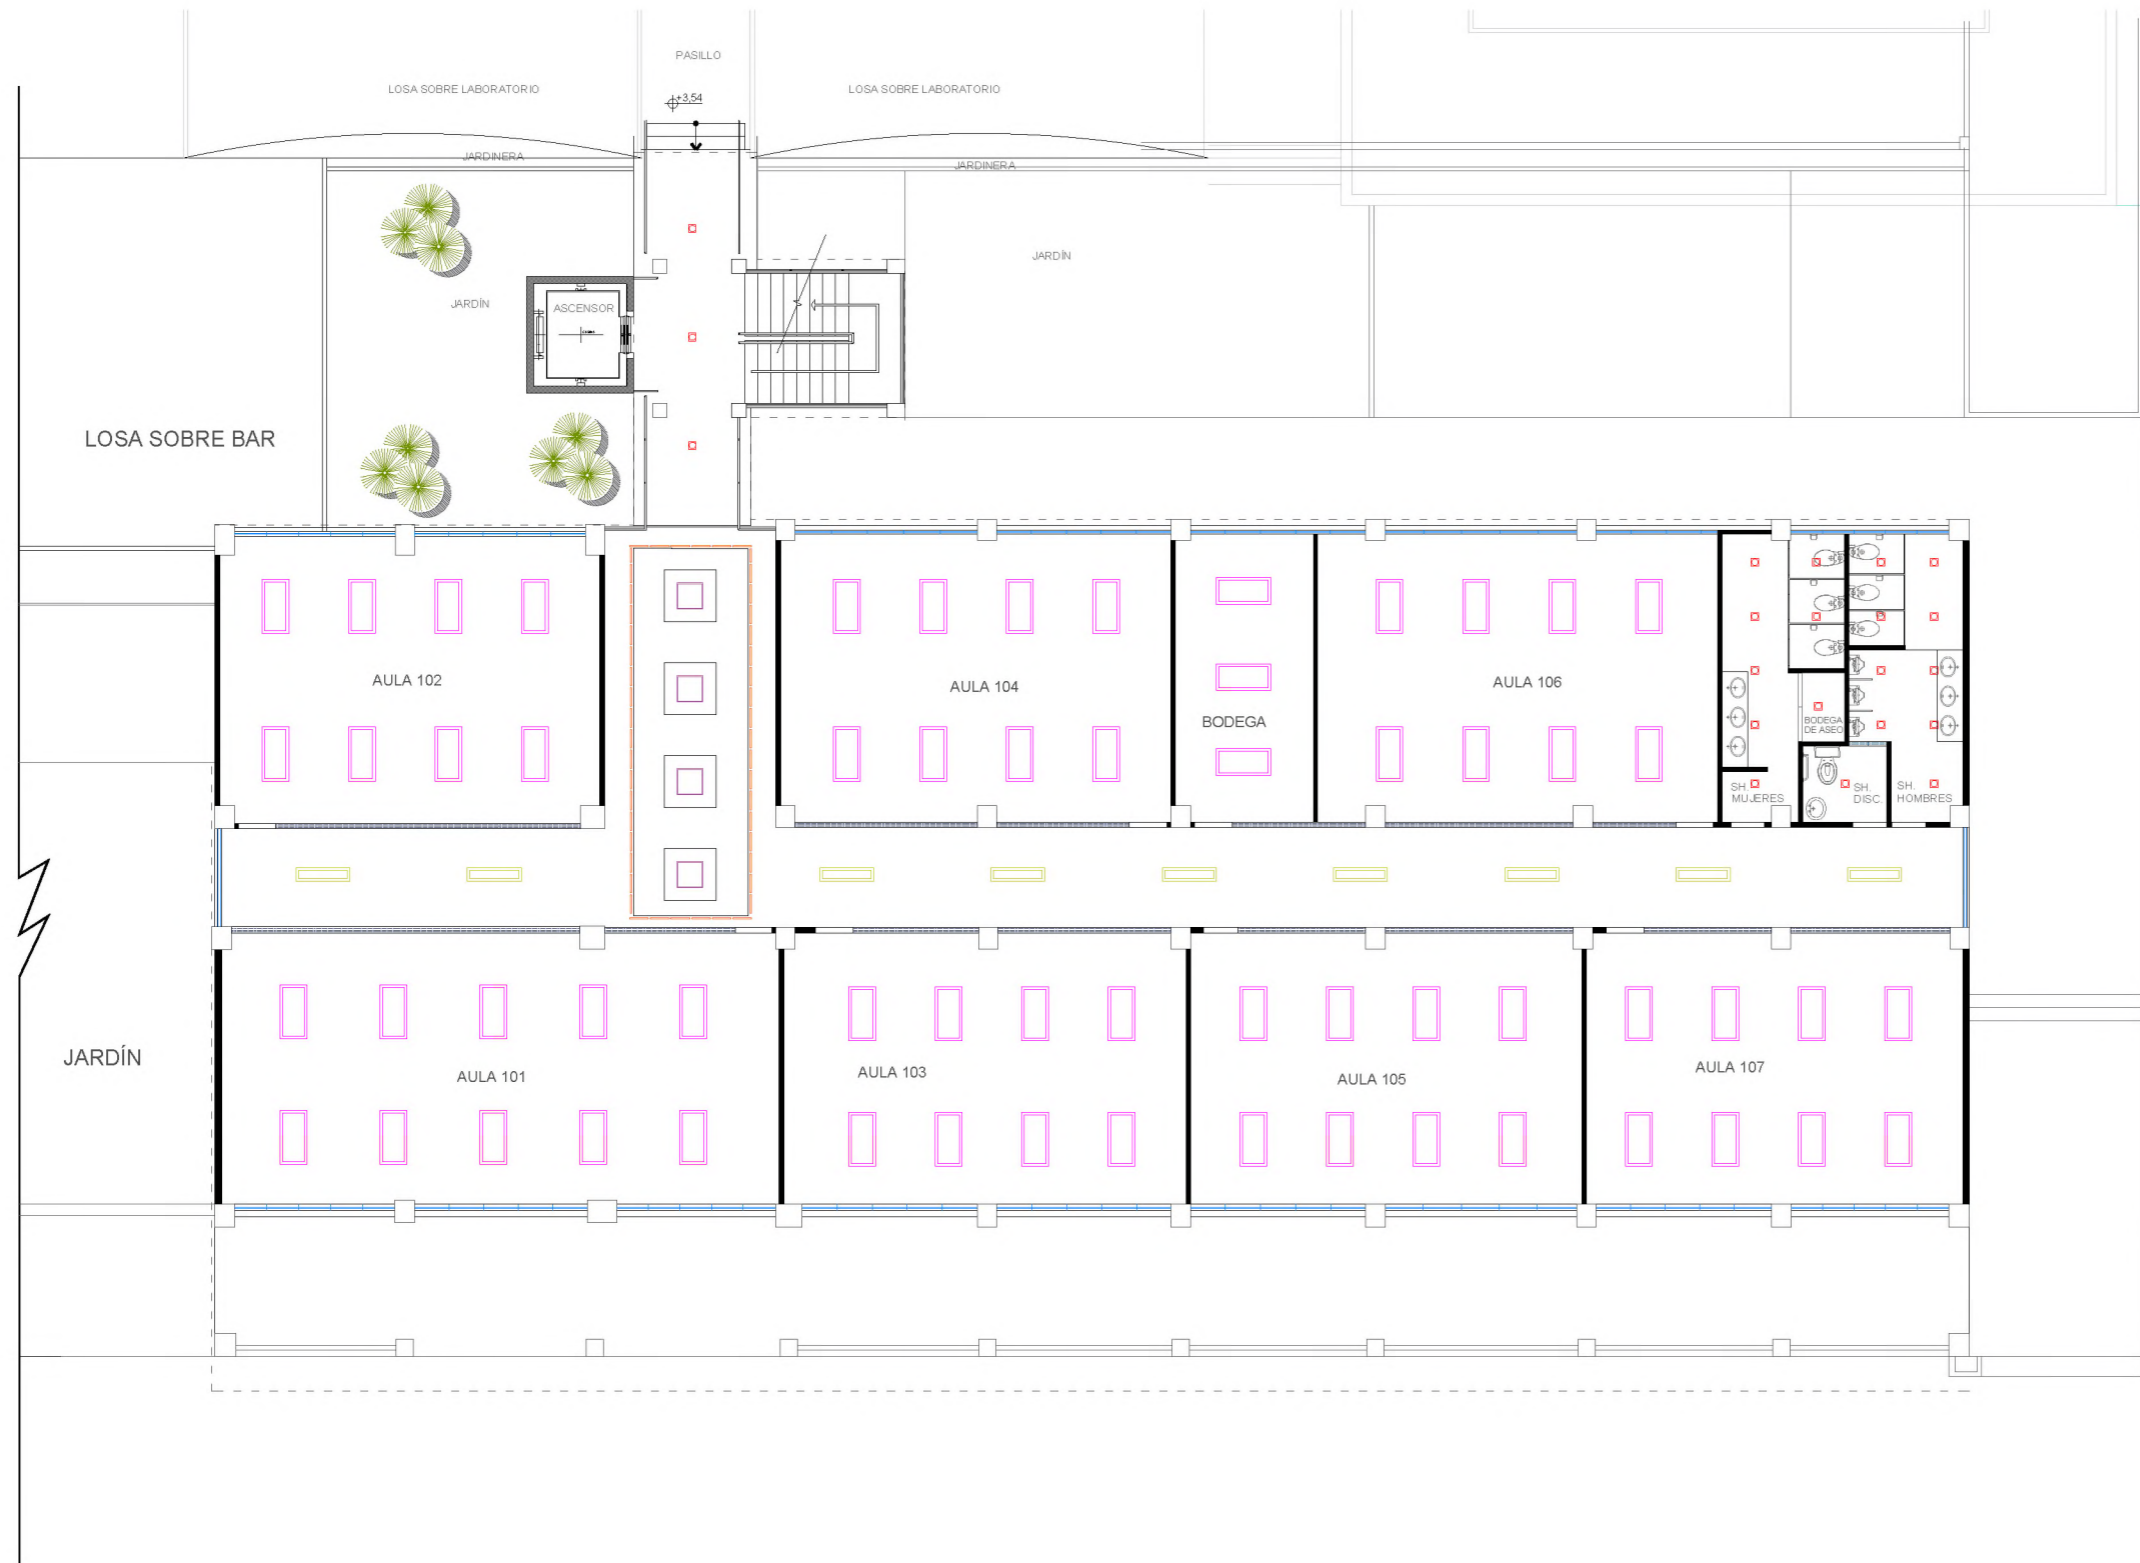 PASILLO
LOSA SOBRE LABORATORIO
LOSA SOBRE LABORATORIO
+3,54
JARDINERA
JARDINERA
JARDÍN
JARDÍN
ASCENSOR
LOSA SOBRE BAR
AULA 102
AULA 104
BODEGA
AULA 106
BODEGA
DE ASEO
SH.
MUJERES
SH.
DISC.
SH.
HOMBRES
JARDÍN
AULA 101
AULA 103
AULA 105
AULA 107